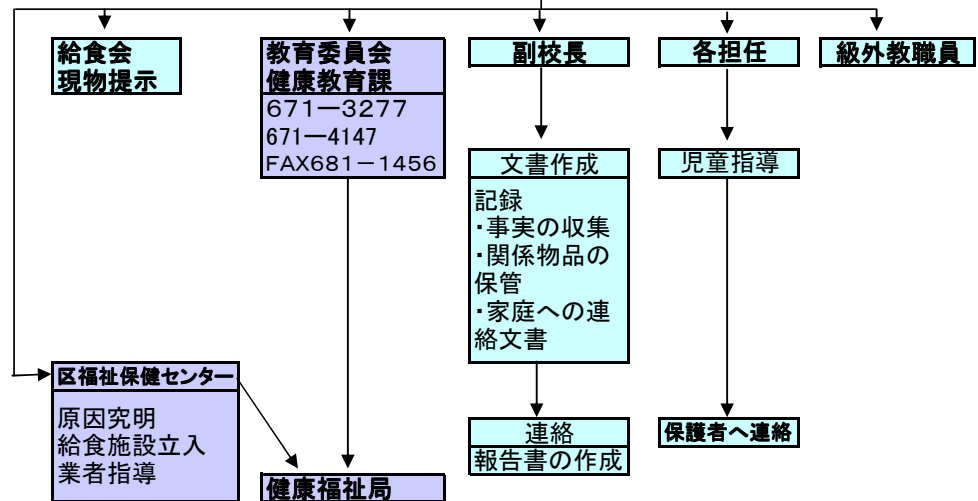 給食会
現物提示
教育委員会
健康教育課
671―3277
671―4147
FAX681－1456
副校長
各担任
級外教職員
文書作成
記録
・事実の収集
・関係物品の
保管
・家庭への連
絡文書
児童指導
区福祉保健センター
原因究明
給食施設立入
業者指導
健康福祉局
連絡
報告書の作成
保護者へ連絡